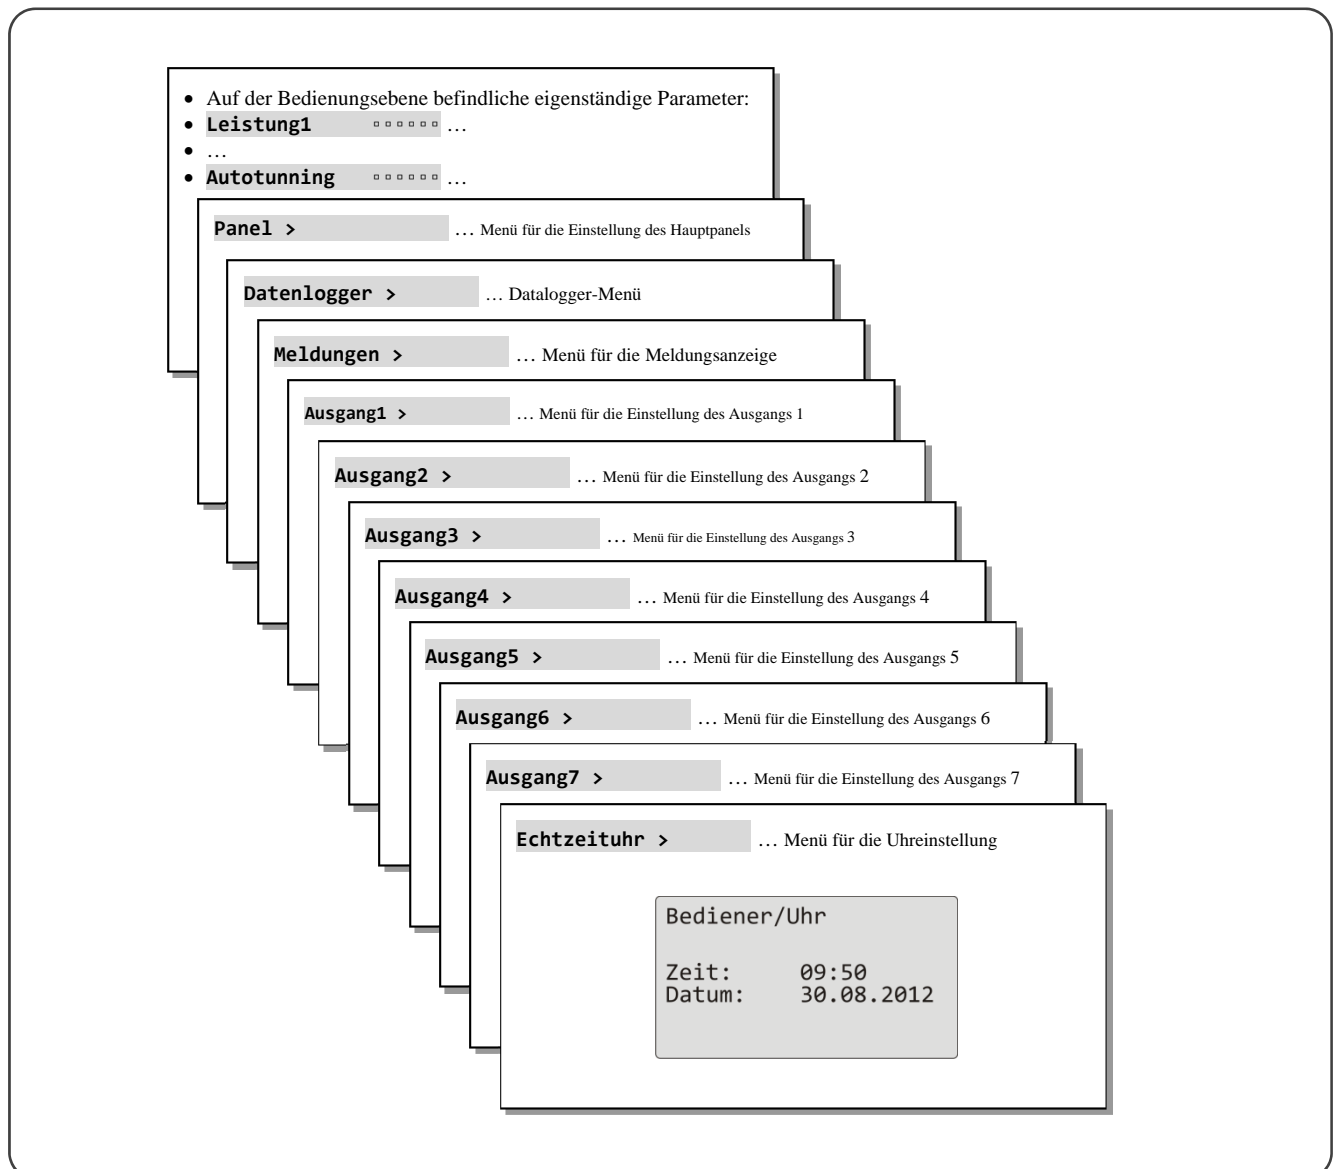 • Auf der Bedienungsebene befindliche eigenständige Parameter:
• Leistung1 ▫▫▫▫▫▫ …
• …
• Autotunning ▫▫▫▫▫▫ …
Panel > … Menü für die Einstellung des Hauptpanels
Datenlogger > … Datalogger-Menü
Meldungen > … Menü für die Meldungsanzeige
Ausgang1 > … Menü für die Einstellung des Ausgangs 1
Ausgang2 > … Menü für die Einstellung des Ausgangs 2
Ausgang3 > … Menü für die Einstellung des Ausgangs 3
Ausgang4 > … Menü für die Einstellung des Ausgangs 4
Ausgang5 > … Menü für die Einstellung des Ausgangs 5
Ausgang6 > … Menü für die Einstellung des Ausgangs 6
Ausgang7 > … Menü für die Einstellung des Ausgangs 7
Echtzeituhr > … Menü für die Uhreinstellung
Bediener/Uhr
Zeit: 09:50
Datum: 30.08.2012